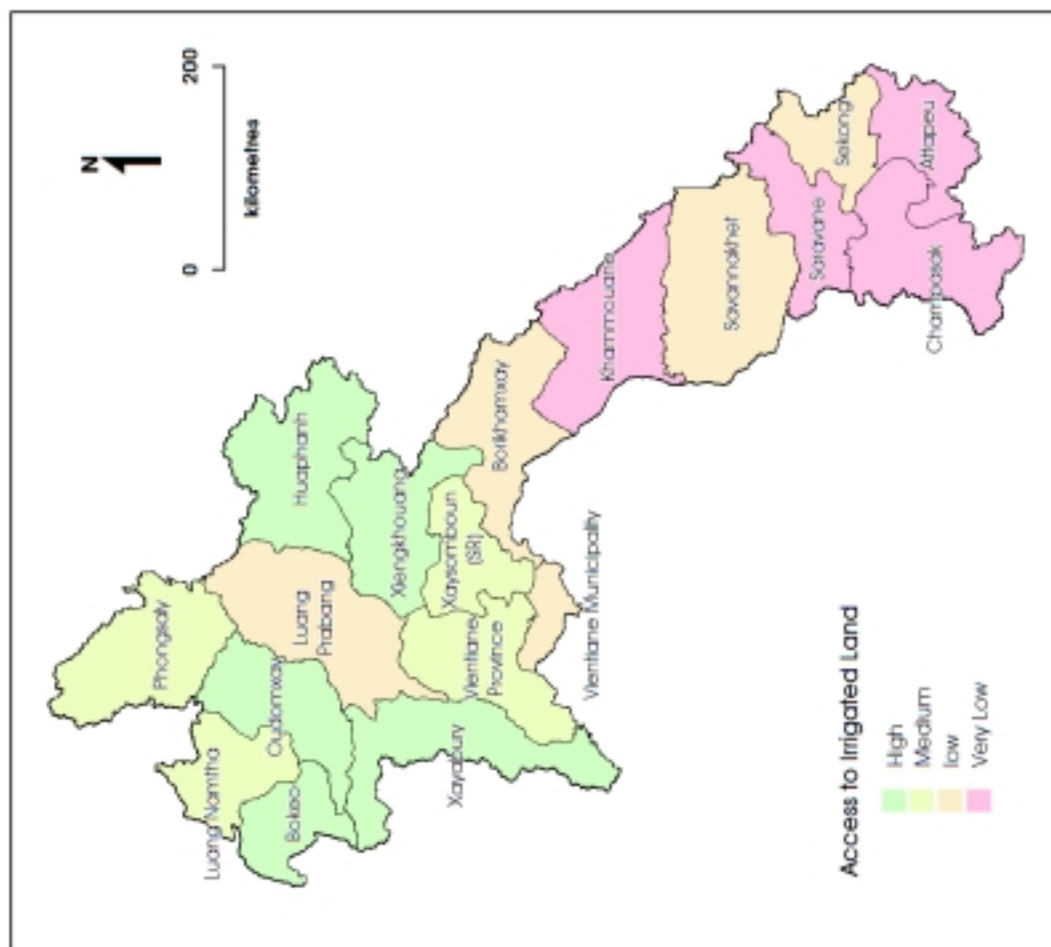 N
0
200
kilometres
Phongsaly
Luang Namtha
Oudomxay
Bokeo
Luang
Prabang
Huaphanh
Xayabury
Xiengkhouang
Xaysomboun
(SR)
Vientiane
Province
Borikhamxay
Vientiane Municipality
Khammouane
Savannakhet
Saravane
Sekong
Champasak
Attapeu
Access to Irrigated Land
High
Medium
low
Very Low